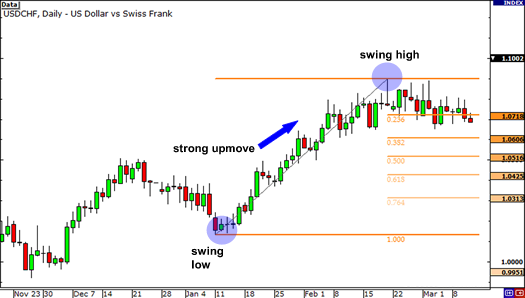 Data
INDEX
USDCHF, Daily - US Dollar vs Swiss Frank
swing high
1.1002
0.236
1.0718
strong upmove
0.382
1.0606
0.500
1.0516
0.618
1.0425
0.764
1.0313
swing
low
1.000
1.0000
0.9951
Nov 23 30 Dec 7 14 21 28 Jan 4 11 18 25 Feb 1 8 15 22 Mar 1 8